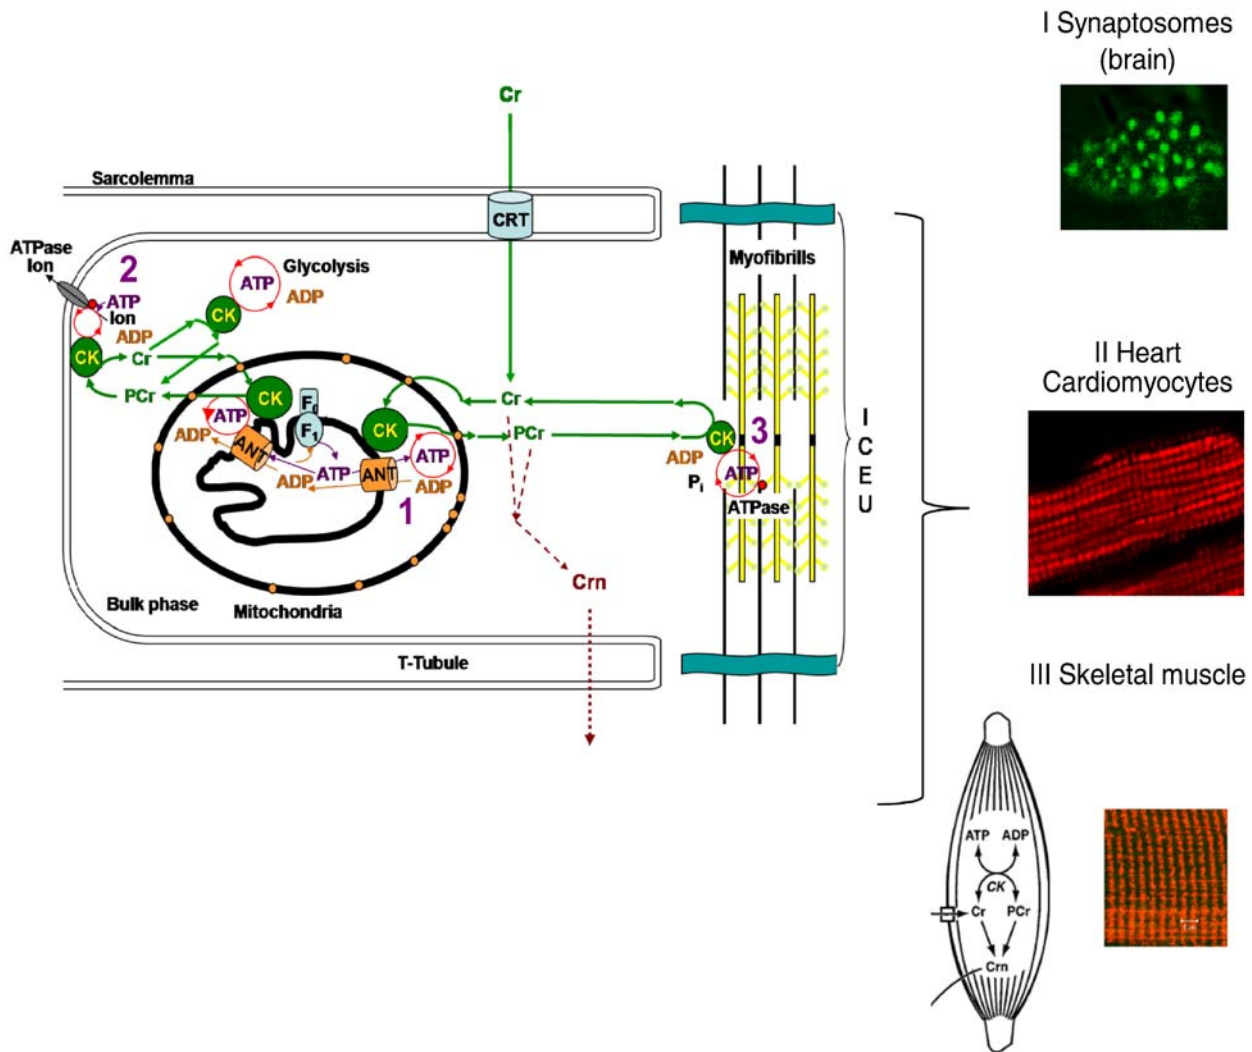 I Synaptosomes
(brain)
Cr
Sarcolemma
CRT
ATPase
Ion
2
ATP
Ion
ADP
Glycolysis
ATP
ADP
CK
CK
Cr
PCr
CK
ATP
ADP
ANT
F₀
F₁
ADP
ATP
CK
ATP
ANT
ADP
1
Cr
PCr
Crn
Bulk phase
Mitochondria
T-Tubule
Myofibrills
CK
3
ADP
ATP
Pi
ATPase
I
C
E
U
II Heart
Cardiomyocytes
III Skeletal muscle
ATP ADP
CK
Cr PCr
Crn